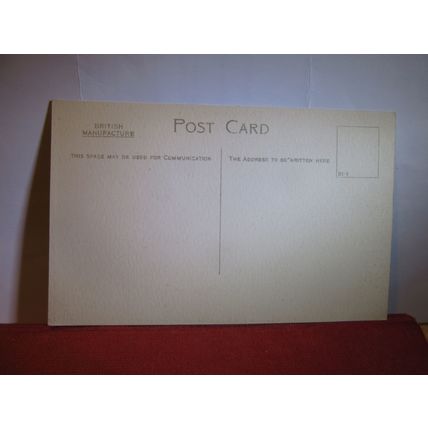 BRITISH
MANUFACTURE
POST CARD
THIS SPACE MAY BE USED FOR COMMUNICATION
THE ADDRESS TO BE WRITTEN HERE